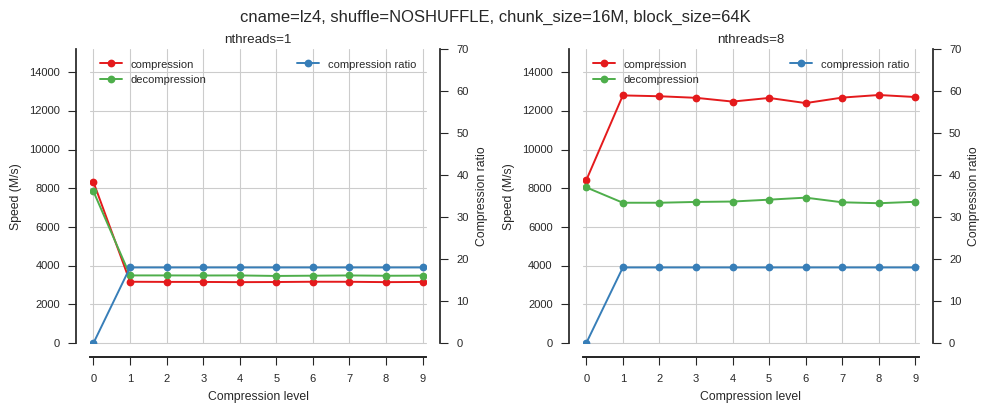 cname=lz4, shuffle=NOSHUFFLE, chunk_size=16M, block_size=64K
nthreads=1
compression
decompression
compression ratio
14000
12000
10000
8000
6000
4000
2000
0
Speed (M/s)
70
60
50
40
30
20
10
0
Compression ratio
0 1 2 3 4 5 6 7 8 9
Compression level
nthreads=8
compression
decompression
compression ratio
14000
12000
10000
8000
6000
4000
2000
0
Speed (M/s)
70
60
50
40
30
20
10
0
Compression ratio
0 1 2 3 4 5 6 7 8 9
Compression level